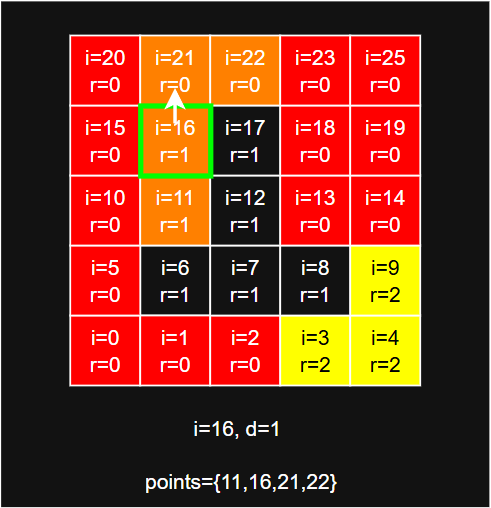 i=20 i=21 i=22 i=23 i=25
r=0 r=0 r=0 r=0 r=0
i=15 i=16 i=17 i=18 i=19
r=0 r=1 r=1 r=0 r=0
i=10 i=11 i=12 i=13 i=14
r=0 r=1 r=1 r=0 r=0
i=5 i=6 i=7 i=8 i=9
r=0 r=1 r=1 r=1 r=2
i=0 i=1 i=2 i=3 i=4
r=0 r=0 r=0 r=2 r=2
i=16, d=1
points={11,16,21,22}